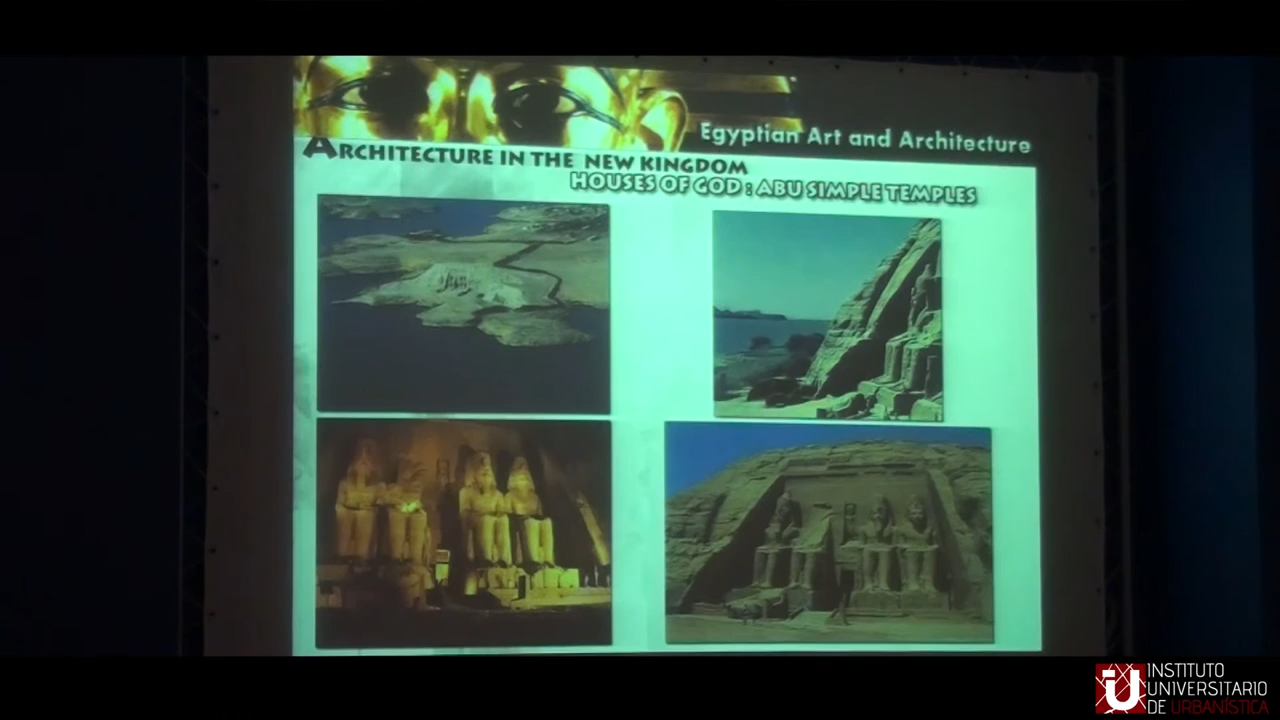 Egyptian Art and Architecture
ARCHITECTURE IN THE NEW KINGDOM
HOUSES OF GOD : ABU SIMPLE TEMPLES
iU INSTITUTO
UNIVERSITARIO
DE URBANÍSTICA